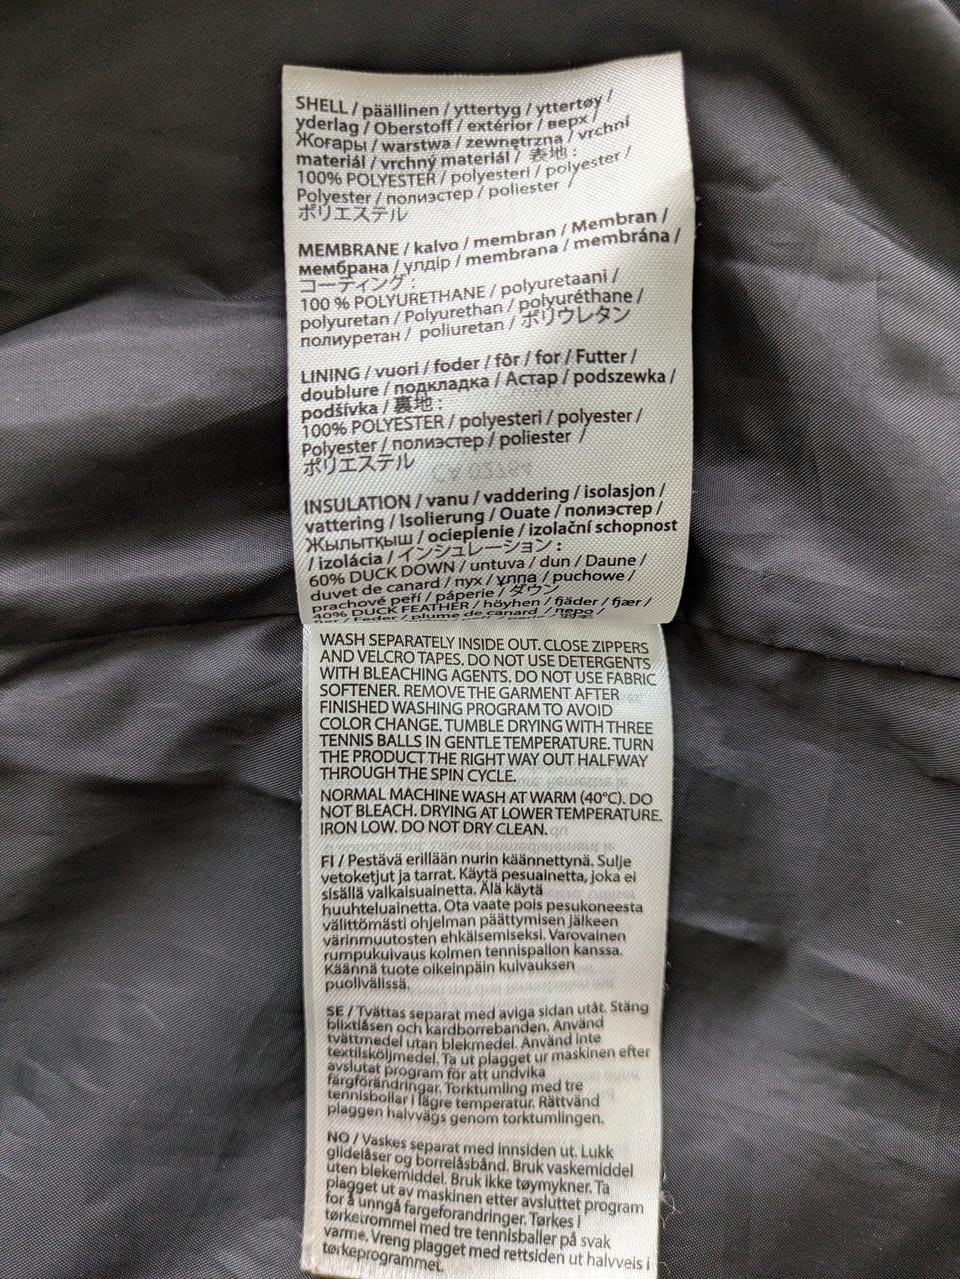 SHELL / päällinen / yttertyg / yttertøy /
yderlag / Oberstoff / extérior / верх /
Жоғары / warstwa / zewnętrzna / vrchní
materiál / vrchný materiál / 表地 :
100% POLYESTER / polyesteri / polyester /
Polyester / полиэстер / poliester /
ポリエステル
MEMBRANE / kalvo / membran / Membran /
мембрана / үлдір / membrana / membrána /
コーティング :
100 % POLYURETHANE / polyuretaani /
polyuretan / Polyurethan / polyuréthane /
полиуретан / poliuretan / ポリウレタン
LINING / vuori / foder / fôr / for / Futter /
doublure / подкладка / Астар / podszewka /
podšívka / 裏地 :
100% POLYESTER / polyesteri / polyester /
Polyester / полиэстер / poliester /
ポリエステル
INSULATION / vanu / vaddering / isolasjon /
vattering / Isolierung / Ouate / полиэстер /
Жылытқыш / ocieplenie / izolační schopnost
/ izolácia / インシュレーション :
60% DUCK DOWN / untuva / dun / Daune /
duvet de canard / пух / ұлпа / puchowe /
prachové peří / páperie / ダウン
40% DUCK FEATHER / höyhen / fjäder / fjær /
fjer / Feder / plume de canard / перо /
WASH SEPARATELY INSIDE OUT. CLOSE ZIPPERS
AND VELCRO TAPES. DO NOT USE DETERGENTS
WITH BLEACHING AGENTS. DO NOT USE FABRIC
SOFTENER. REMOVE THE GARMENT AFTER
FINISHED WASHING PROGRAM TO AVOID
COLOR CHANGE. TUMBLE DRYING WITH THREE
TENNIS BALLS IN GENTLE TEMPERATURE. TURN
THE PRODUCT THE RIGHT WAY OUT HALFWAY
THROUGH THE SPIN CYCLE.
NORMAL MACHINE WASH AT WARM (40°C). DO
NOT BLEACH. DRYING AT LOWER TEMPERATURE.
IRON LOW. DO NOT DRY CLEAN.
FI / Pestävä erillään nurin käännettynä. Sulje
vetoketjut ja tarrat. Käytä pesuainetta, joka ei
sisällä valkaisuainetta. Älä käytä
huuhteluainetta. Ota vaate pois pesukoneesta
välittömästi ohjelman päättymisen jälkeen
värinmuutosten ehkäisemiseksi. Varovainen
rumpukuivaus kolmen tennispallon kanssa.
Käännä tuote oikeinpäin kuivauksen
puolivälissä.
SE / Tvättas separat med aviga sidan utåt. Stäng
blixtlåsen och kardborrebanden. Använd
tvättmedel utan blekmedel. Använd inte
textilsköljmedel. Ta ut plagget ur maskinen efter
avslutat program för att undvika
färgförändringar. Torktumling med tre
tennisbollar i lägre temperatur. Rättvänd
plaggen halvvägs genom torktumlingen.
NO / Vaskes separat med innsiden ut. Lukk
glidelåser og borrelåsbånd. Bruk vaskemiddel
uten blekemiddel. Bruk ikke tøymykner. Ta
plagget ut av maskinen etter avsluttet program
for å unngå fargeforandringer. Tørkes i
tørketrommel med tre tennisballer på svak
varme. Vreng plagget med rettsiden ut halvveis i
tørkeprogrammet.